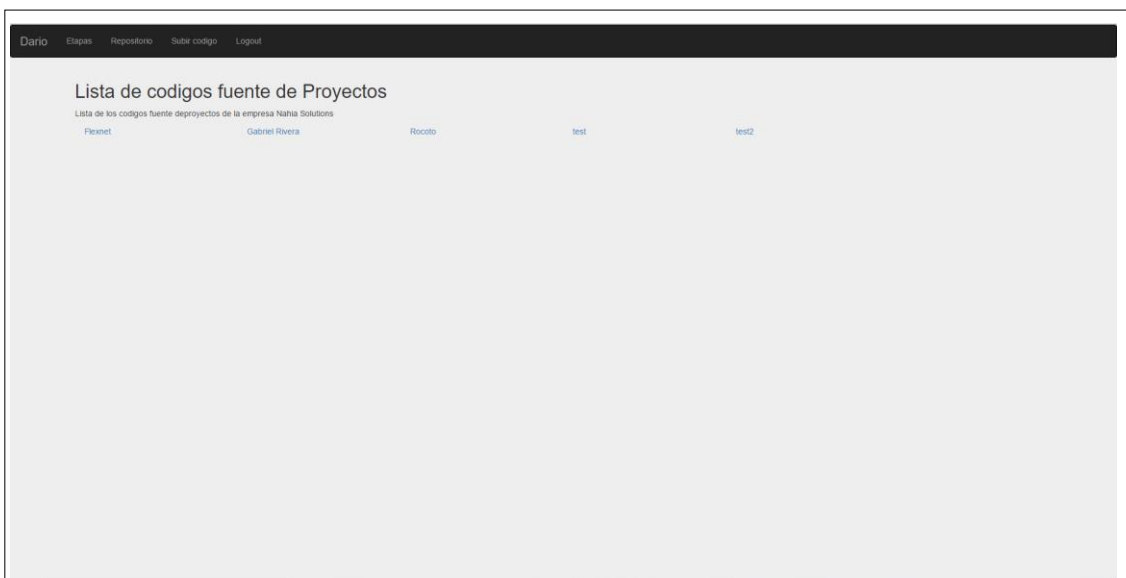 Dario Etapas Repositorio Subir codigo Logout
Lista de codigos fuente de Proyectos
Lista de los codigos fuente deproyectos de la empresa Nahia Solutions
Flexnet Gabriel Rivera Rocoto test test2